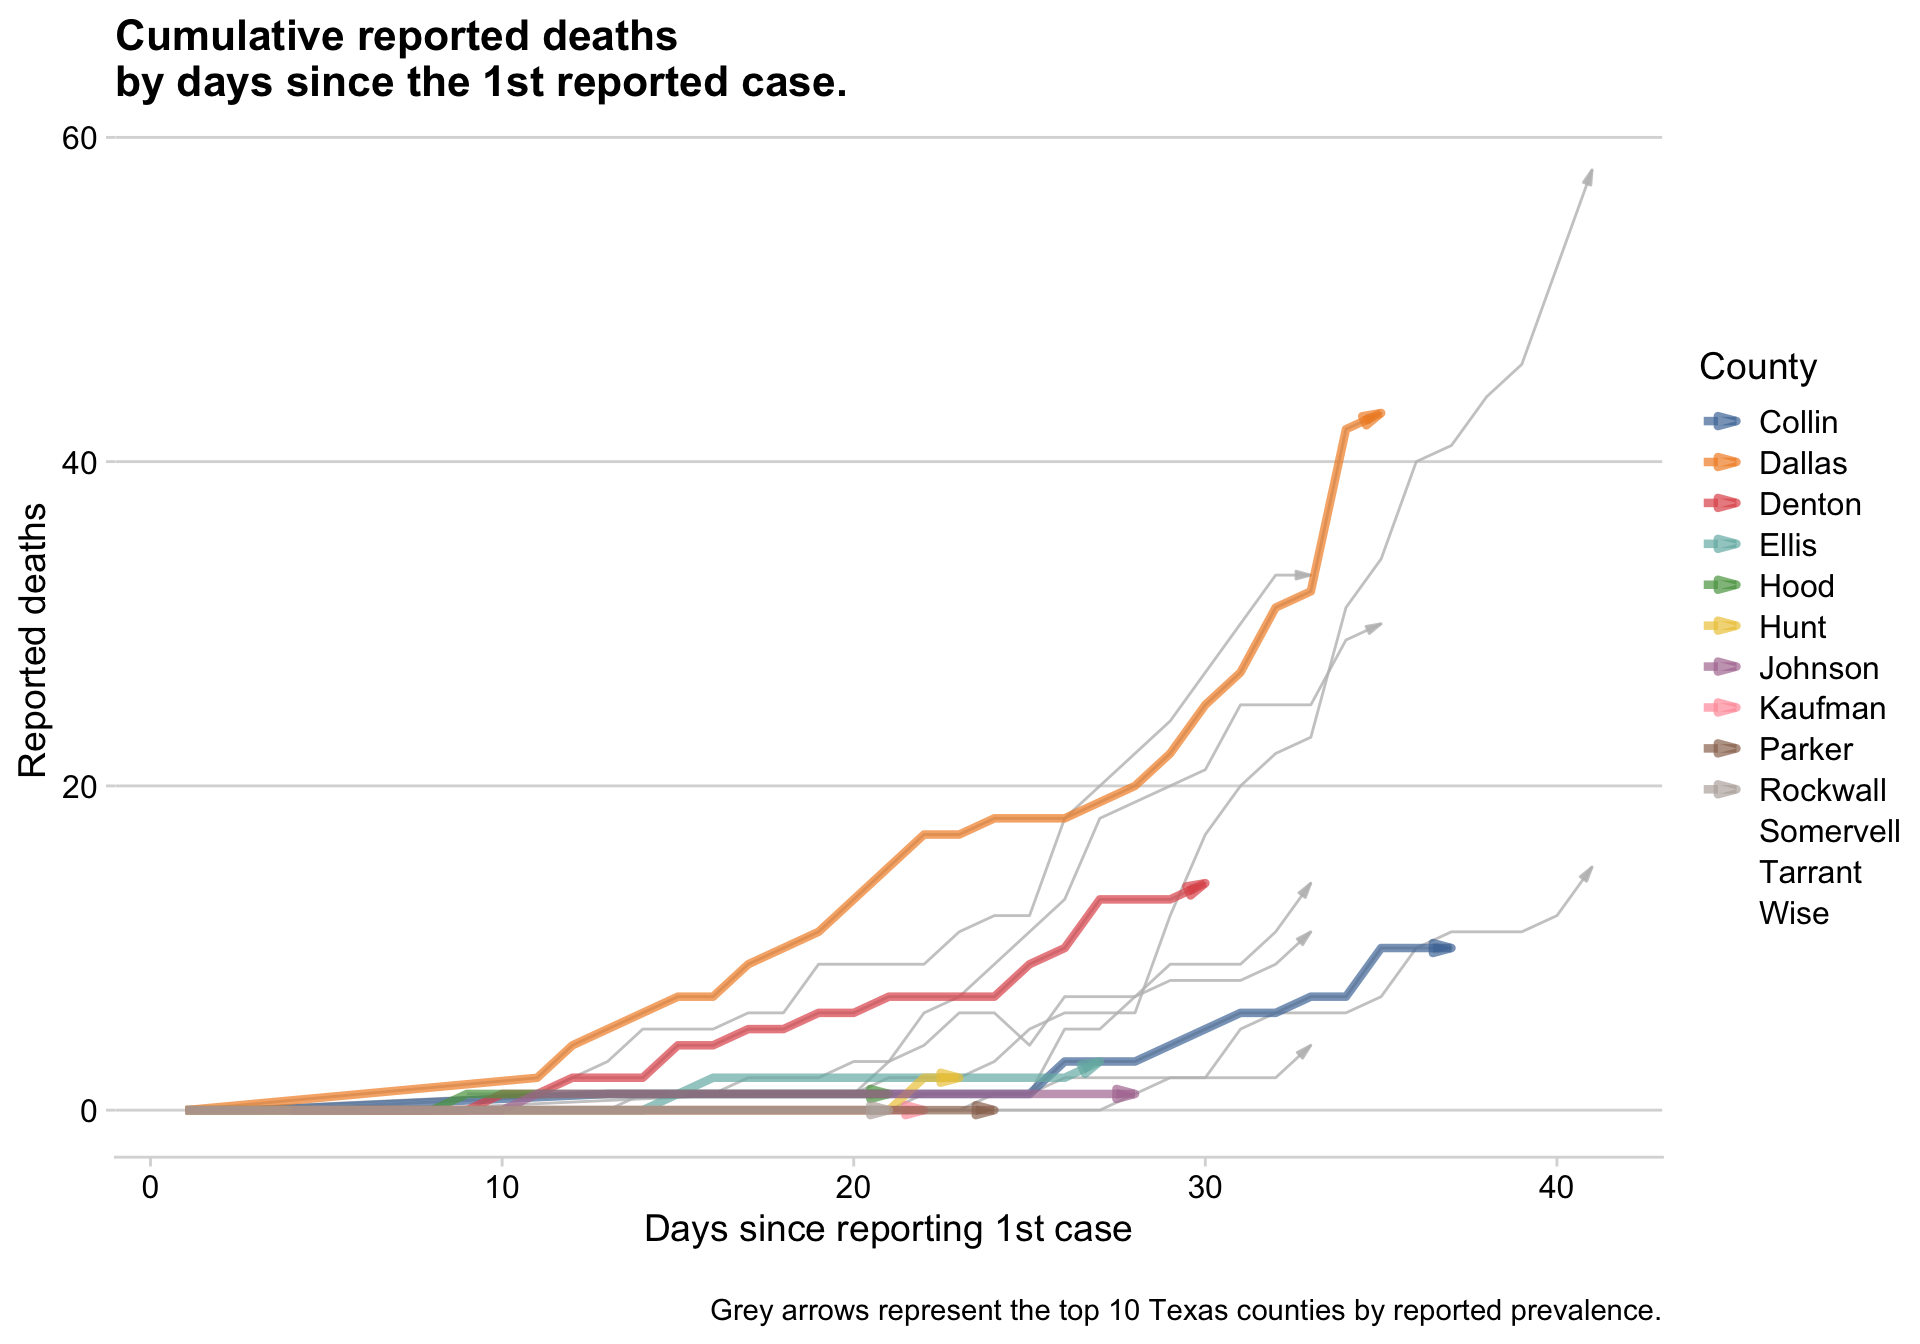 Cumulative reported deaths
by days since the 1st reported case.
60
40
20
0
Reported deaths
0 10 20 30 40
Days since reporting 1st case
County
Collin
Dallas
Denton
Ellis
Hood
Hunt
Johnson
Kaufman
Parker
Rockwall
Somervell
Tarrant
Wise
Grey arrows represent the top 10 Texas counties by reported prevalence.